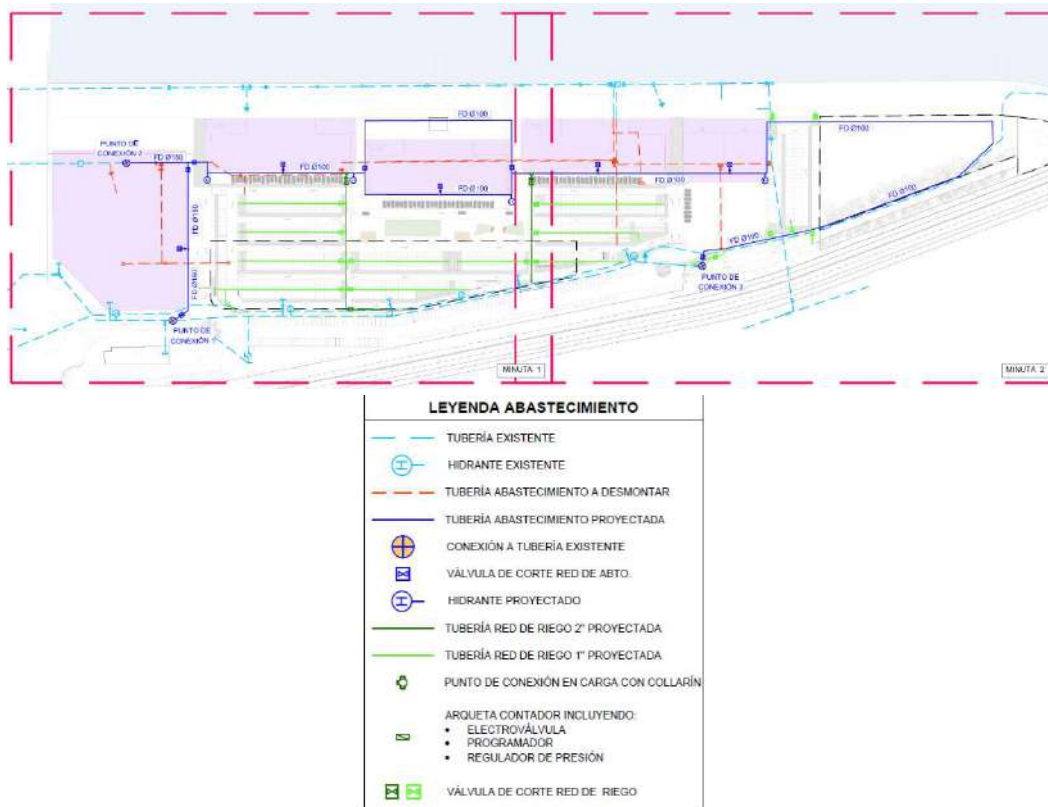 FD Ø100
FD Ø100
PUNTO DE
CONEXIÓN 2
FD Ø150
FD Ø100
FD Ø100
FD Ø100
FD Ø100
FD Ø100
FD Ø100
PUNTO DE
CONEXIÓN 3
PUNTO DE
CONEXIÓN
MINUTA 1
MINUTA 2
LEYENDA ABASTECIMIENTO
TUBERÍA EXISTENTE
HIDRANTE EXISTENTE
TUBERÍA ABASTECIMIENTO A DESMONTAR
TUBERÍA ABASTECIMIENTO PROYECTADA
CONEXIÓN A TUBERÍA EXISTENTE
VÁLVULA DE CORTE RED DE ABTO.
HIDRANTE PROYECTADO
TUBERÍA RED DE RIEGO 2" PROYECTADA
TUBERÍA RED DE RIEGO 1" PROYECTADA
PUNTO DE CONEXIÓN EN CARGA CON COLLARÍN
ARQUETA CONTADOR INCLUYENDO:
• ELECTROVÁLVULA
• PROGRAMADOR
• REGULADOR DE PRESIÓN
VÁLVULA DE CORTE RED DE RIEGO